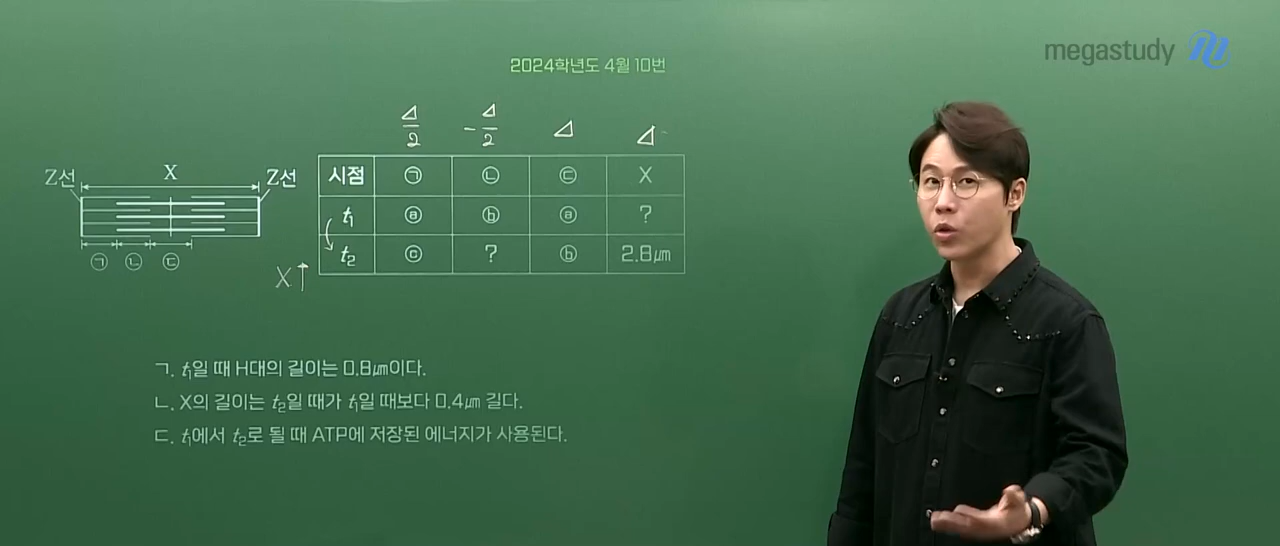 megastudy
2024학년도 4월 10번
Δ/2 -Δ/2 Δ Δ
Z선 X Z선
시점 ㉠ ㉡ ㉢ X
t₁ ⓐ ⓑ ⓐ ?
t₂ ⓒ ? ⓑ 2.8㎛
㉠ ㉡ ㉢
X↑
ㄱ. t₁일 때 H대의 길이는 0.8㎛이다.
ㄴ. X의 길이는 t₂일 때가 t₁일 때보다 0.4㎛ 길다.
ㄷ. t₁에서 t₂로 될 때 ATP에 저장된 에너지가 사용된다.